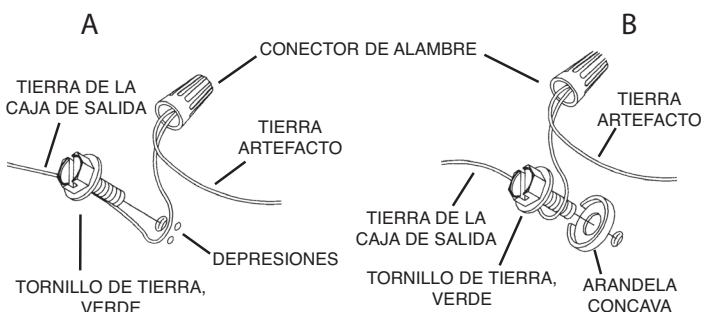 A
B
CONECTOR DE ALAMBRE
TIERRA DE LA
CAJA DE SALIDA
TIERRA
ARTEFACTO
TIERRA
ARTEFACTO
TIERRA DE LA
CAJA DE SALIDA
DEPRESIONES
TORNILLO DE TIERRA,
VERDE
TORNILLO DE TIERRA,
VERDE
ARANDELA
CONCAVA